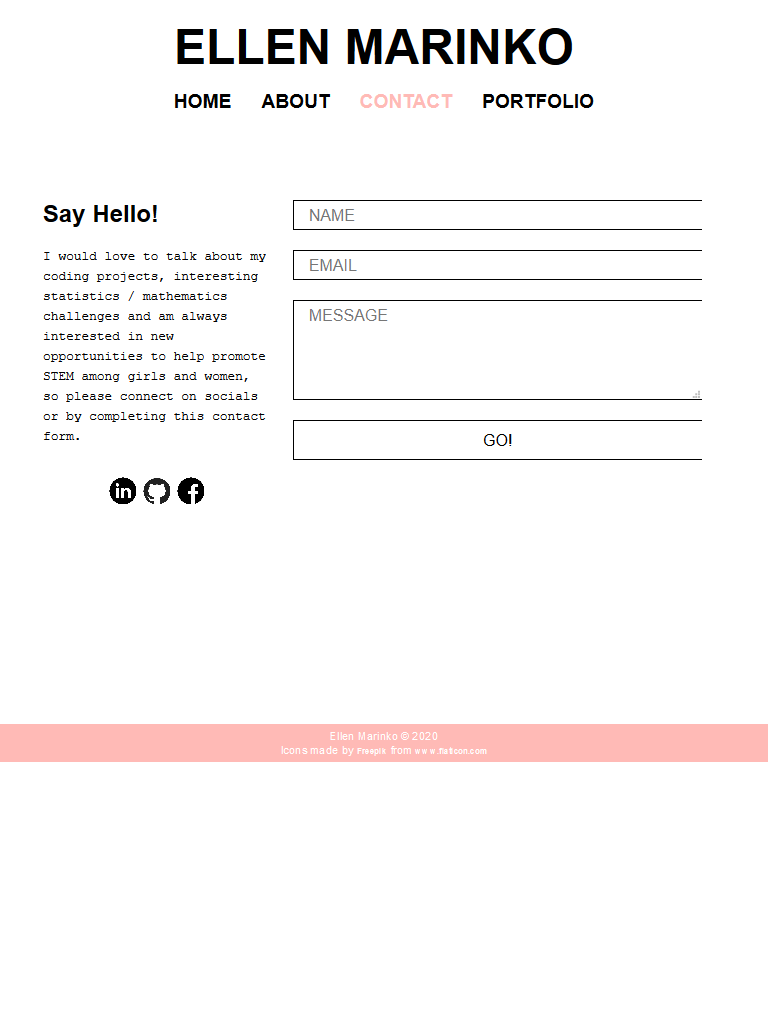 ELLEN MARINKO
HOME ABOUT CONTACT PORTFOLIO
Say Hello!
I would love to talk about my
coding projects, interesting
statistics / mathematics
challenges and am always
interested in new
opportunities to help promote
STEM among girls and women,
so please connect on socials
or by completing this contact
form.
NAME
EMAIL
MESSAGE
GO!
Ellen Marinko © 2020
Icons made by Freepik from www.flaticon.com